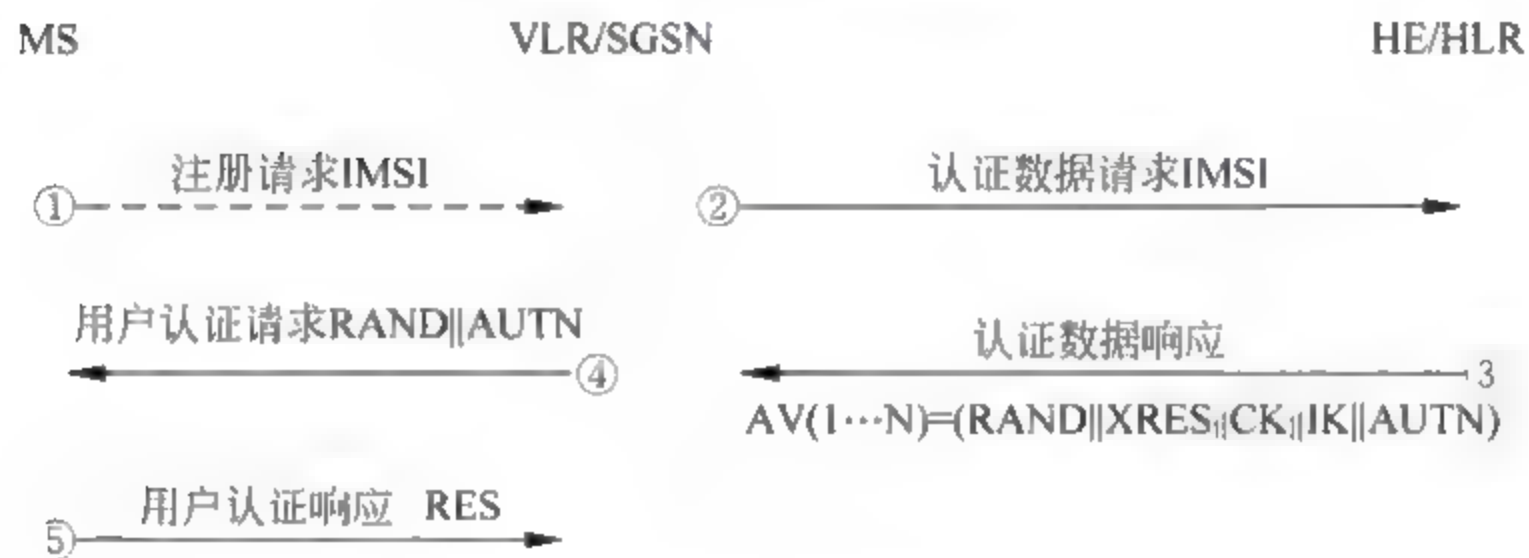 MS VLR/SGSN HE/HLR
注册请求IMSI 认证数据请求IMSI
① ②
用户认证请求RAND||AUTN 认证数据响应
④ 3
AV(1…N)=(RAND||XRES||CK||IK||AUTN)
用户认证响应 RES
5